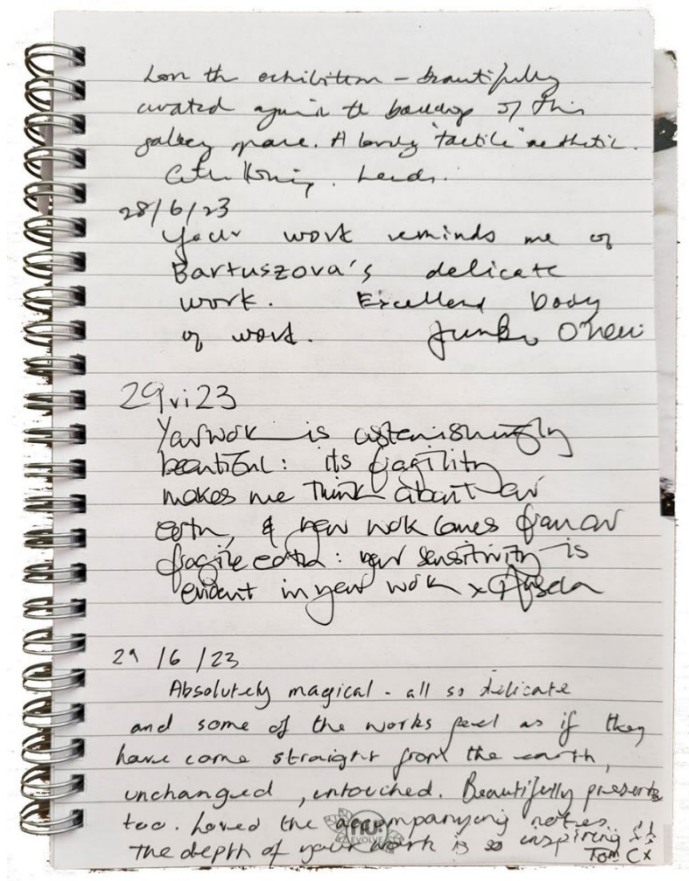 Love the exhibition – beautifully
curated against the backdrop of this
gallery space. A lovely "tactile" aesthetic.
Leeds.
28/6/23
Your work reminds me of
Bartuszova's delicate
work. Excellent body
of work. Junko O'Neill
29vi23
Your work is astonishingly
beautiful: its fragility
makes me think about our
earth, & how work comes from our
fragile earth: your sensitivity is
evident in your work x
29/6/23
Absolutely magical - all so delicate
and some of the works feel as if they
have come straight from the earth,
unchanged, untouched. Beautifully presented
too. Loved the accompanying notes.
The depth of your work is so inspiring!!
Tom Cx
EVOLVE